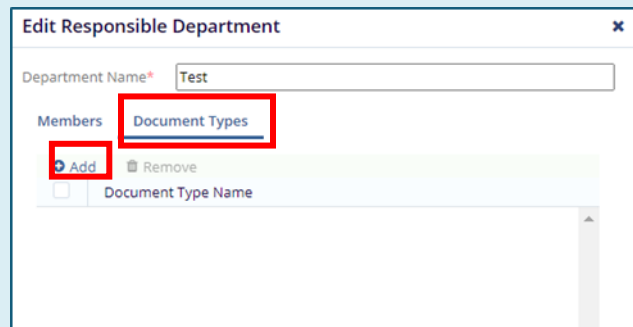 Edit Responsible Department
Department Name* Test
Members Document Types
Add Remove
Document Type Name